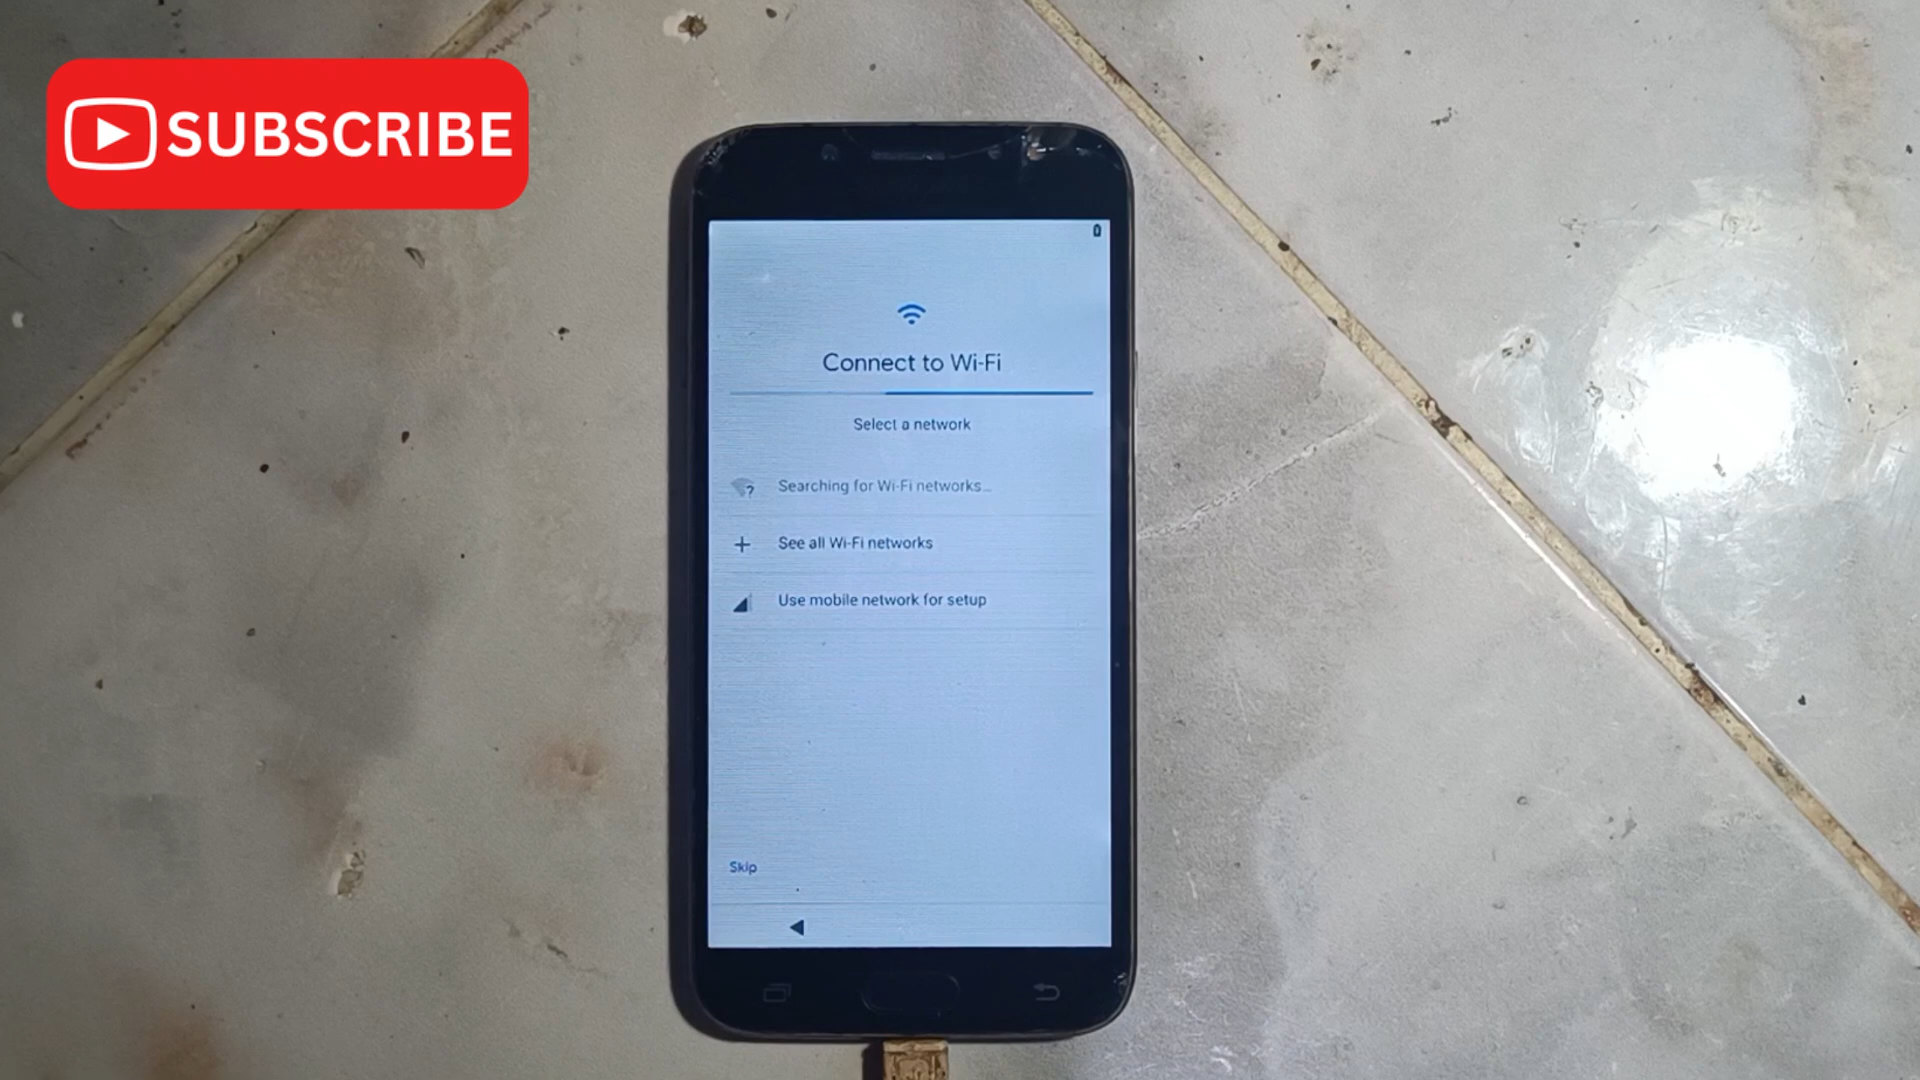 SUBSCRIBE
Connect to Wi-Fi
Select a network
Searching for Wi-Fi networks…
See all Wi-Fi networks
Use mobile network for setup
Skip